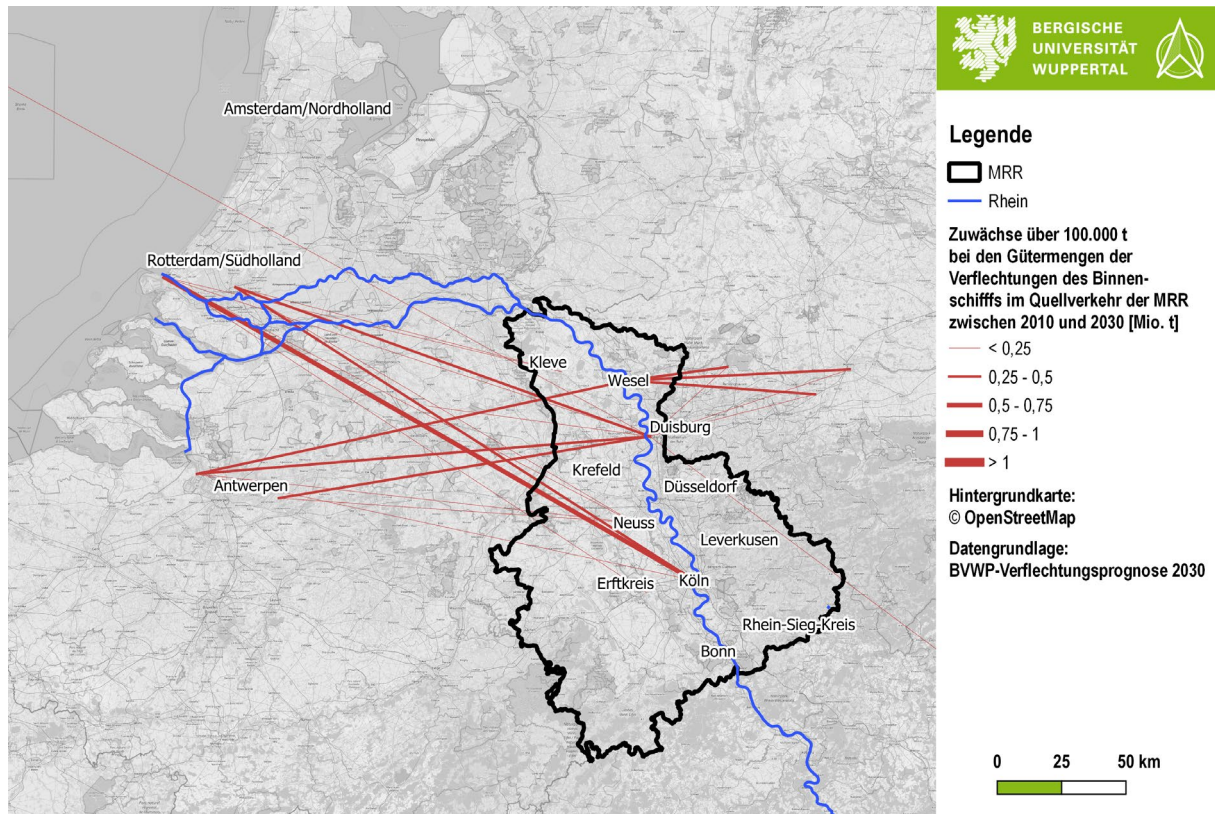 Amsterdam/Nordholland
Rotterdam/Südholland
Kleve
Wesel
Duisburg
Krefeld
Antwerpen
Düsseldorf
Neuss
Leverkusen
Erftkreis
Köln
Rhein-Sieg-Kreis
Bonn
BERGISCHE
UNIVERSITÄT
WUPPERTAL
Legende
MRR
Rhein
Zuwächse über 100.000 t
bei den Gütermengen der
Verflechtungen des Binnen-
schifffs im Quellverkehr der MRR
zwischen 2010 und 2030 [Mio. t]
< 0,25
0,25 - 0,5
0,5 - 0,75
0,75 - 1
> 1
Hintergrundkarte:
© OpenStreetMap
Datengrundlage:
BVWP-Verflechtungsprognose 2030
0 25 50 km